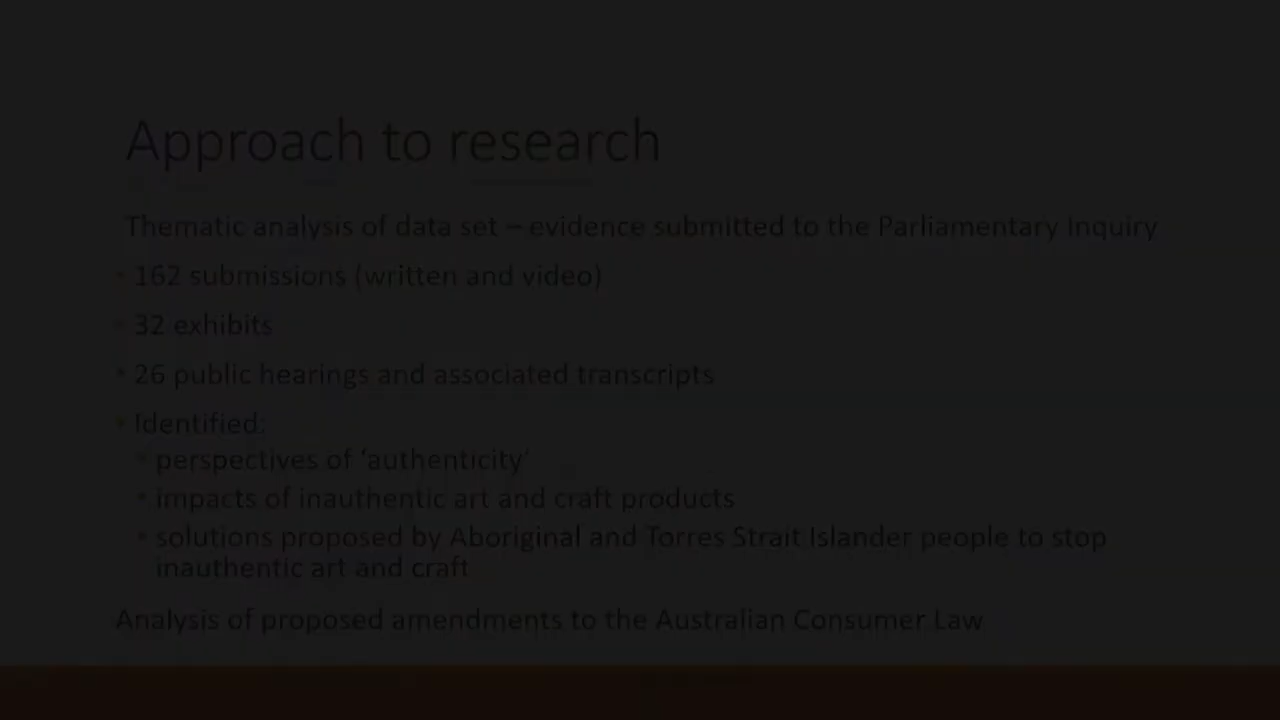 Approach to research
Thematic analysis of data set – evidence submitted to the Parliamentary Inquiry
• 162 submissions (written and video)
• 32 exhibits
• 26 public hearings and associated transcripts
• Identified:
• perspectives of ‘authenticity’
• impacts of inauthentic art and craft products
• solutions proposed by Aboriginal and Torres Strait Islander people to stop
inauthentic art and craft
Analysis of proposed amendments to the Australian Consumer Law